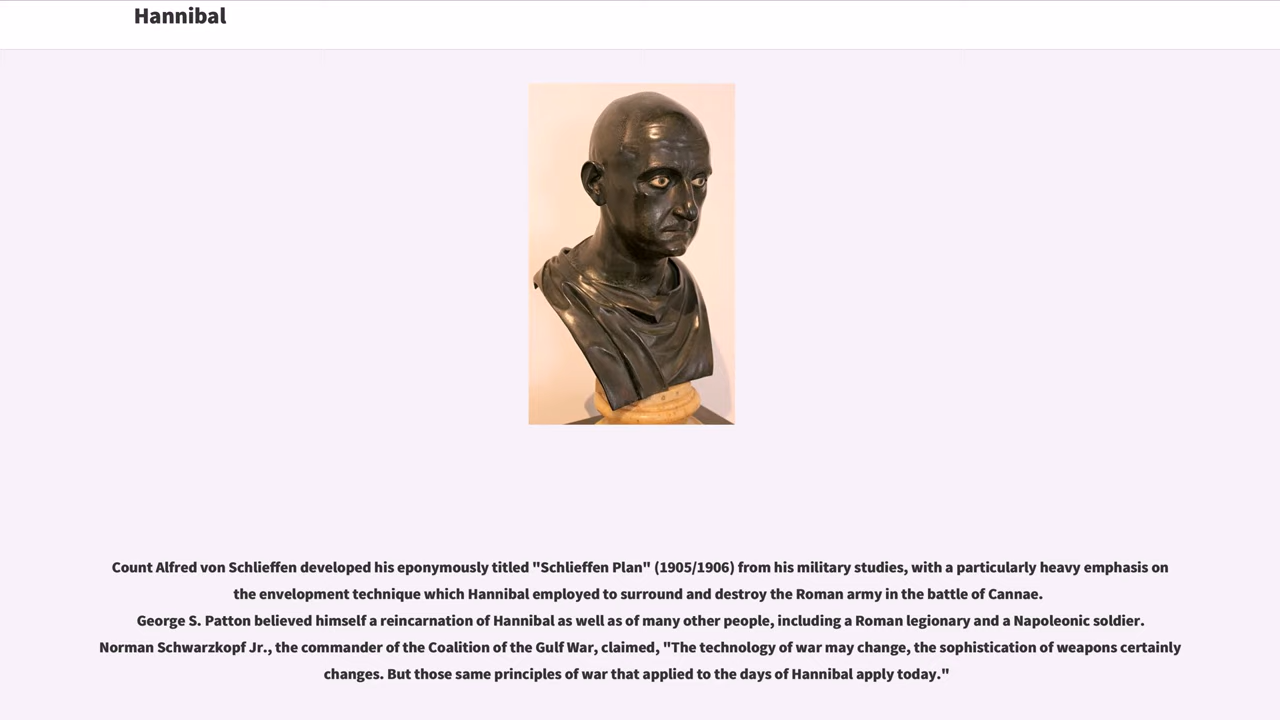 Hannibal
Count Alfred von Schlieffen developed his eponymously titled "Schlieffen Plan" (1905/1906) from his military studies, with a particularly heavy emphasis on
the envelopment technique which Hannibal employed to surround and destroy the Roman army in the battle of Cannae.
George S. Patton believed himself a reincarnation of Hannibal as well as of many other people, including a Roman legionary and a Napoleonic soldier.
Norman Schwarzkopf Jr., the commander of the Coalition of the Gulf War, claimed, "The technology of war may change, the sophistication of weapons certainly
changes. But those same principles of war that applied to the days of Hannibal apply today."